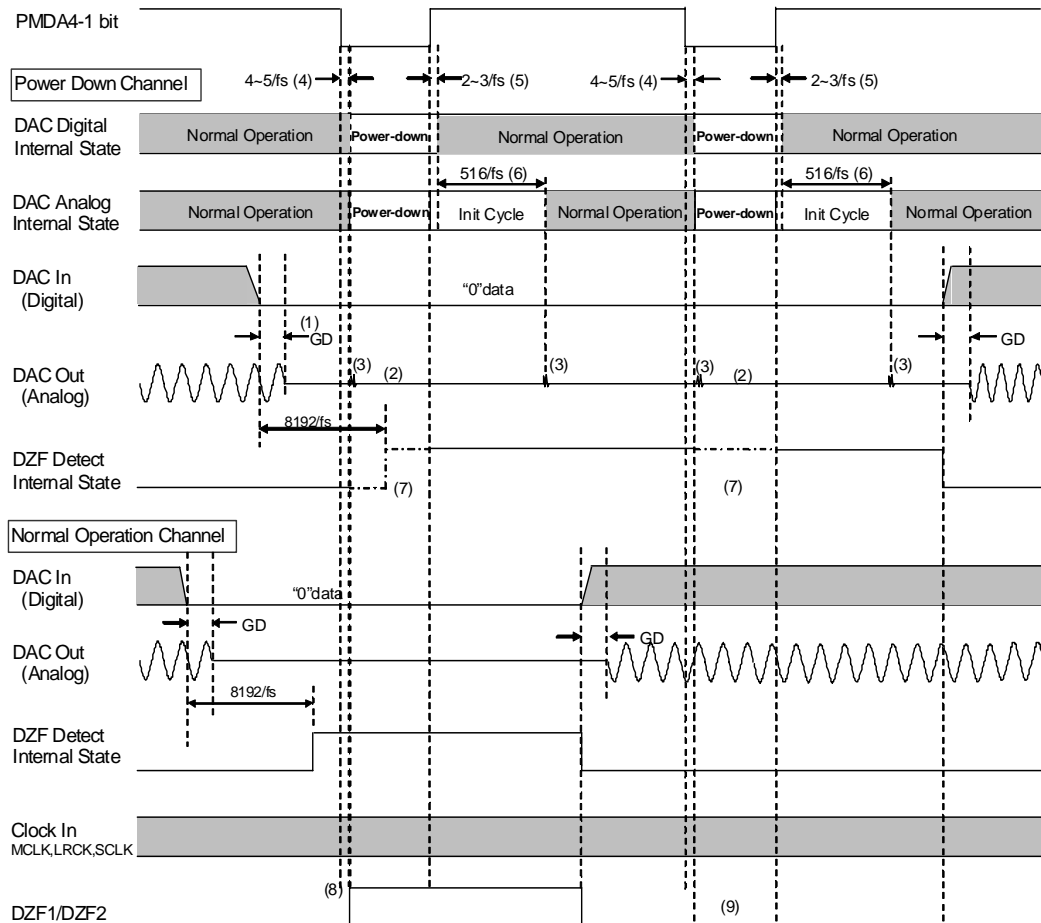 PMDA4-1 bit
4~5/fs (4)
2~3/fs (5)
4~5/fs (4)
2~3/fs (5)
Power Down Channel
DAC Digital
Internal State
Normal Operation
Power-down
Normal Operation
Power-down
Normal Operation
516/fs (6)
516/fs (6)
DAC Analog
Internal State
Normal Operation
Power-down
Init Cycle
Normal Operation
Power-down
Init Cycle
Normal Operation
DAC In
(Digital)
“0”data
(1)
GD
GD
DAC Out
(Analog)
(3)
(2)
(3)
(3)
(2)
(3)
8192/fs
DZF Detect
Internal State
(7)
(7)
Normal Operation Channel
DAC In
(Digital)
“0”data
GD
GD
DAC Out
(Analog)
8192/fs
DZF Detect
Internal State
Clock In
MCLK,LRCK,SCLK
(8)
(9)
DZF1/DZF2